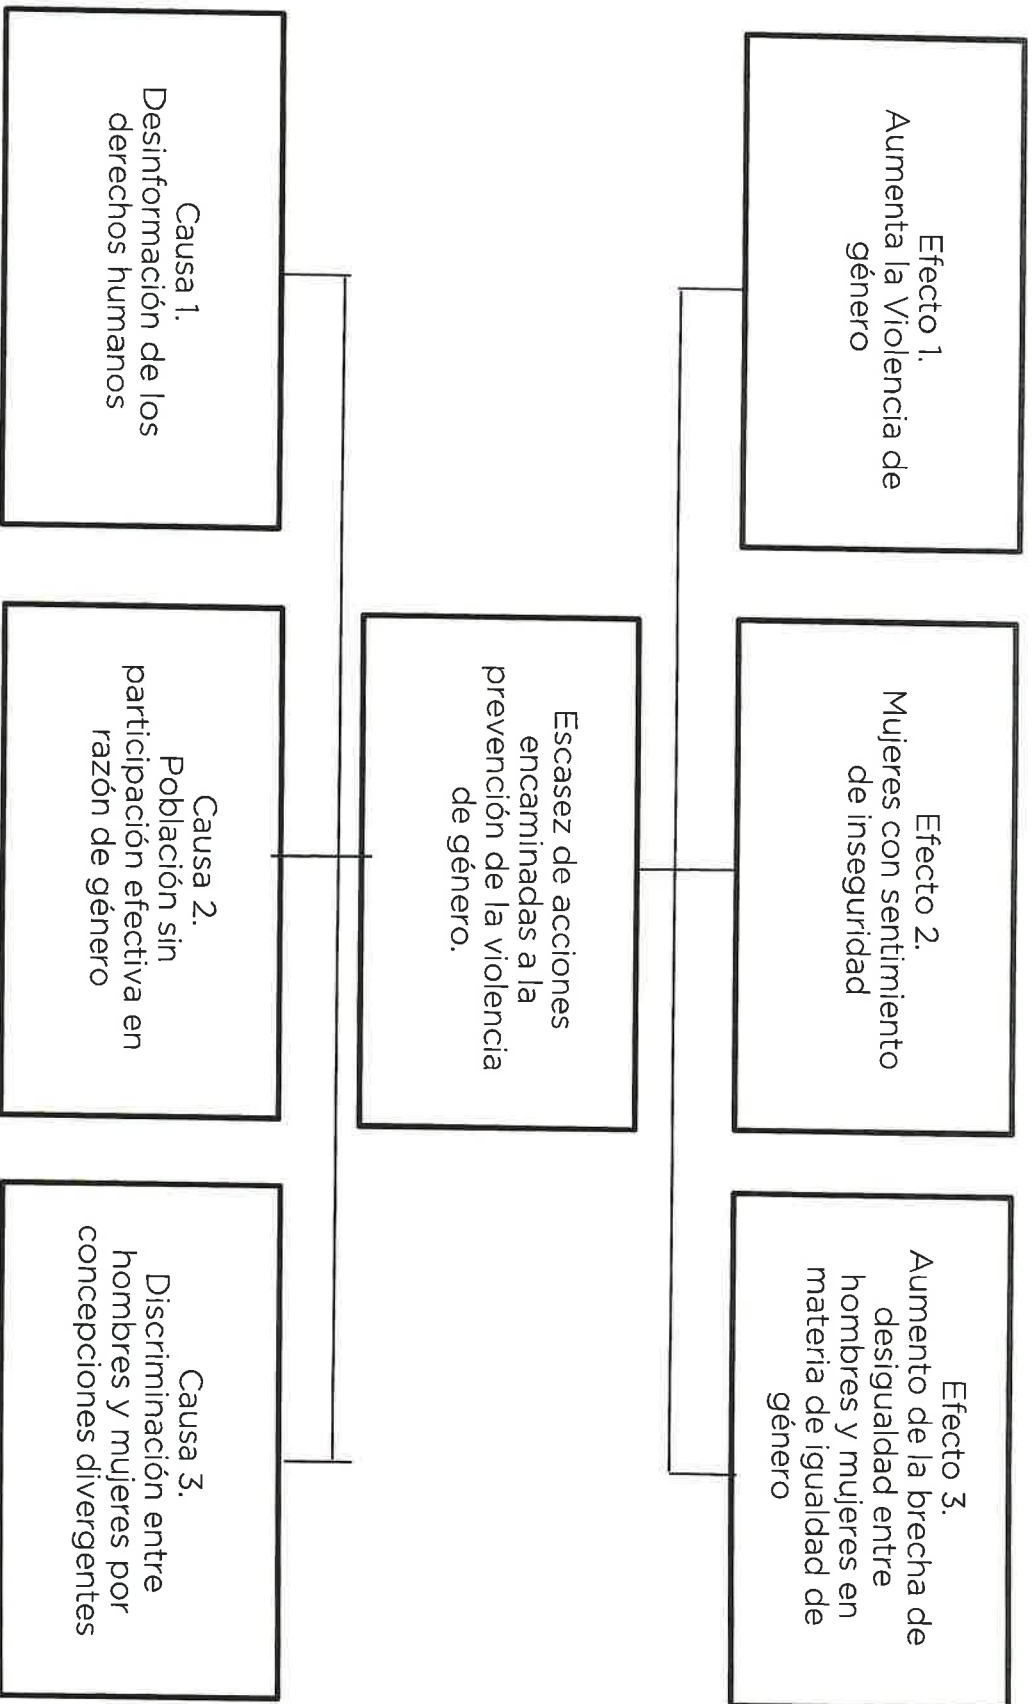 Efecto 1.
Aumenta la Violencia de
género
Efecto 2.
Mujeres con sentimiento
de inseguridad
Efecto 3.
Aumento de la brecha de
desigualdad entre
hombres y mujeres en
materia de igualdad de
género
Escasez de acciones
encaminadas a la
prevención de la violencia
de género.
Causa 1.
Desinformación de los
derechos humanos
Causa 2.
Población sin
participación efectiva en
razón de género
Causa 3.
Discriminación entre
hombres y mujeres por
concepciones divergentes